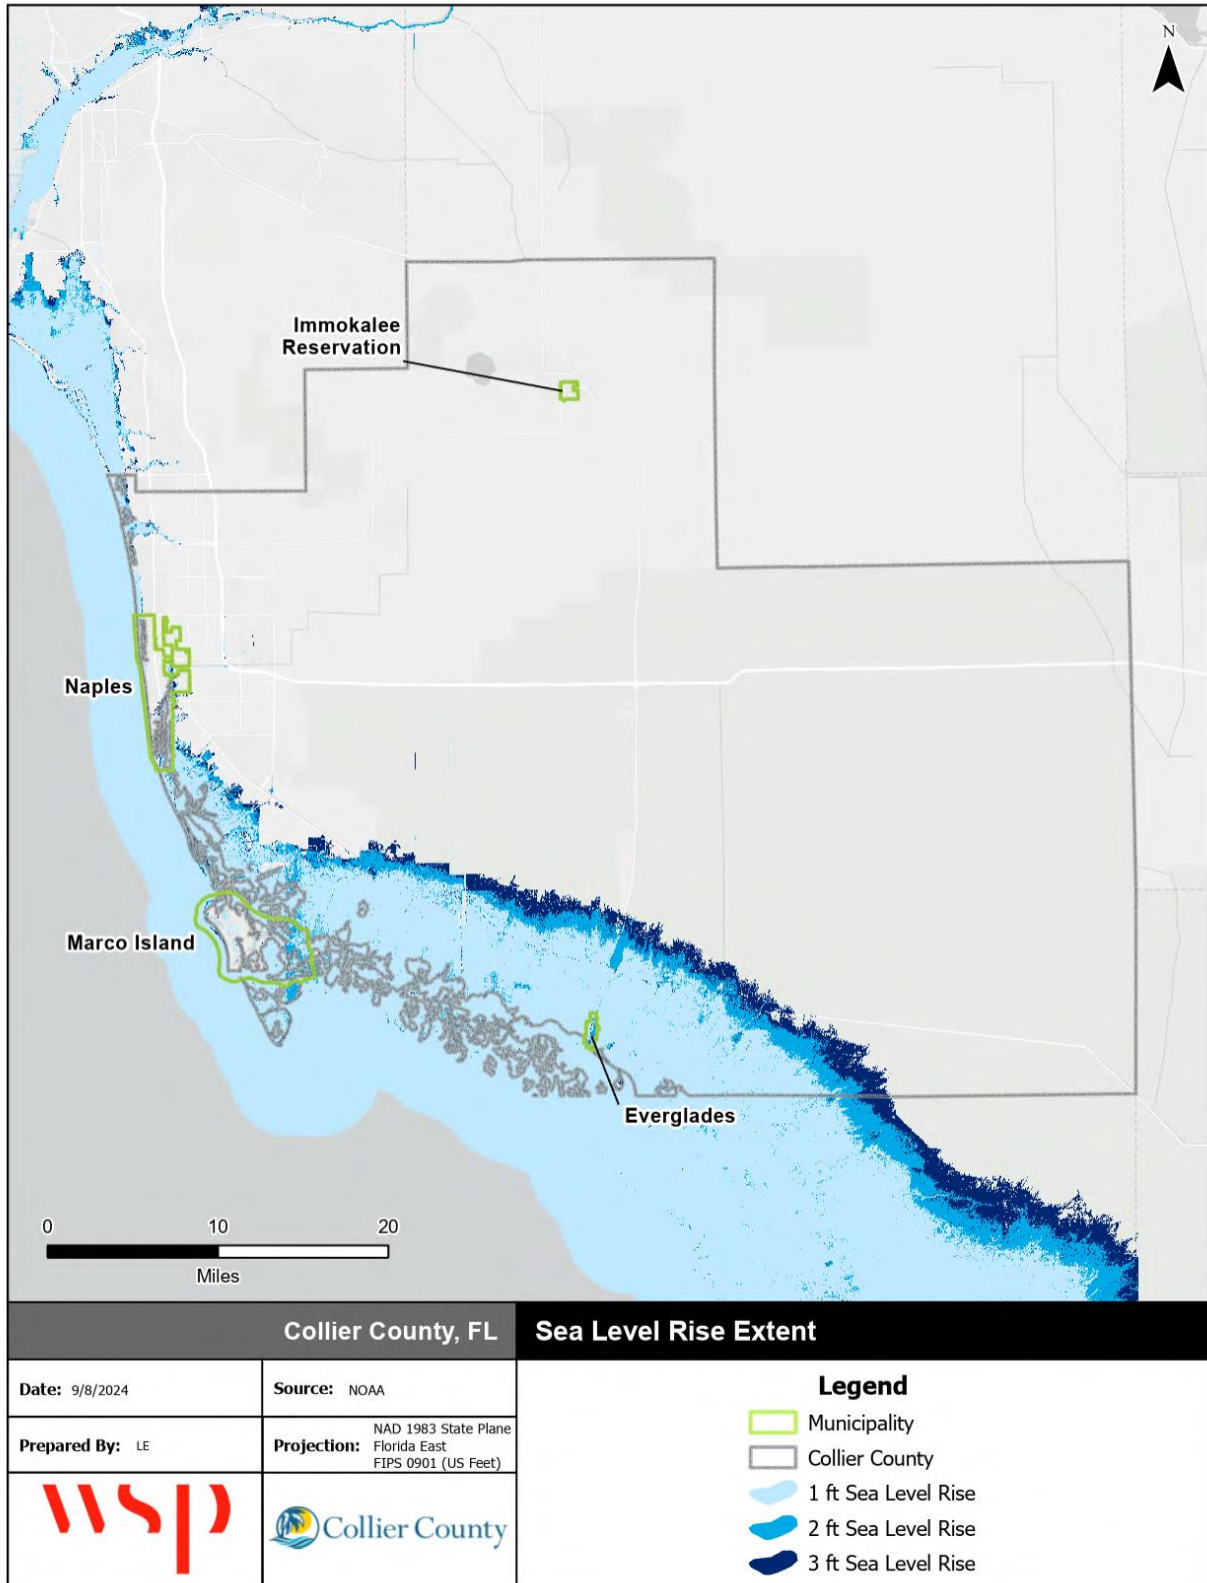 N
Immokalee
Reservation
Naples
Marco Island
Everglades
0 10 20
Miles
Collier County, FL
Sea Level Rise Extent
Date: 9/8/2024
Source: NOAA
Prepared By: LE
Projection: NAD 1983 State Plane
Florida East
FIPS 0901 (US Feet)
wsp
Collier County
Legend
Municipality
Collier County
1 ft Sea Level Rise
2 ft Sea Level Rise
3 ft Sea Level Rise